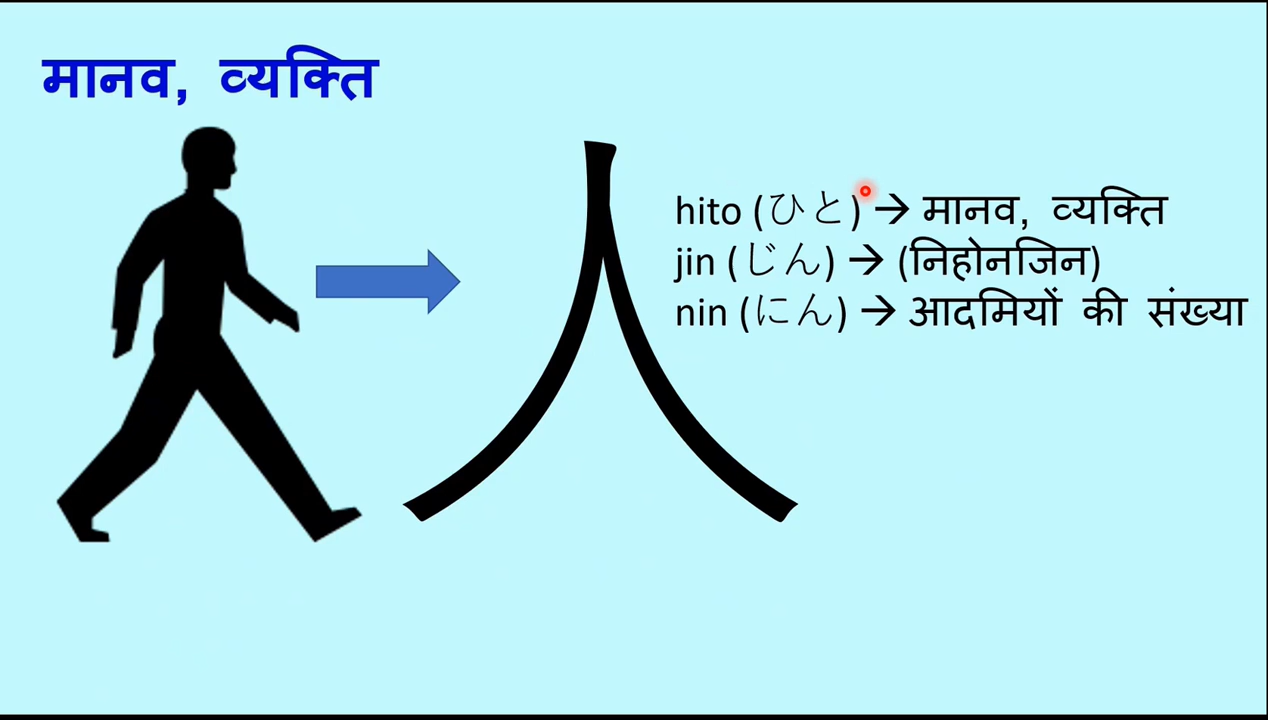 मानव, व्यक्ति
人
hito (ひと) → मानव, व्यक्ति
jin (じん) → (निहोनजिन)
nin (にん) → आदमियों की संख्या